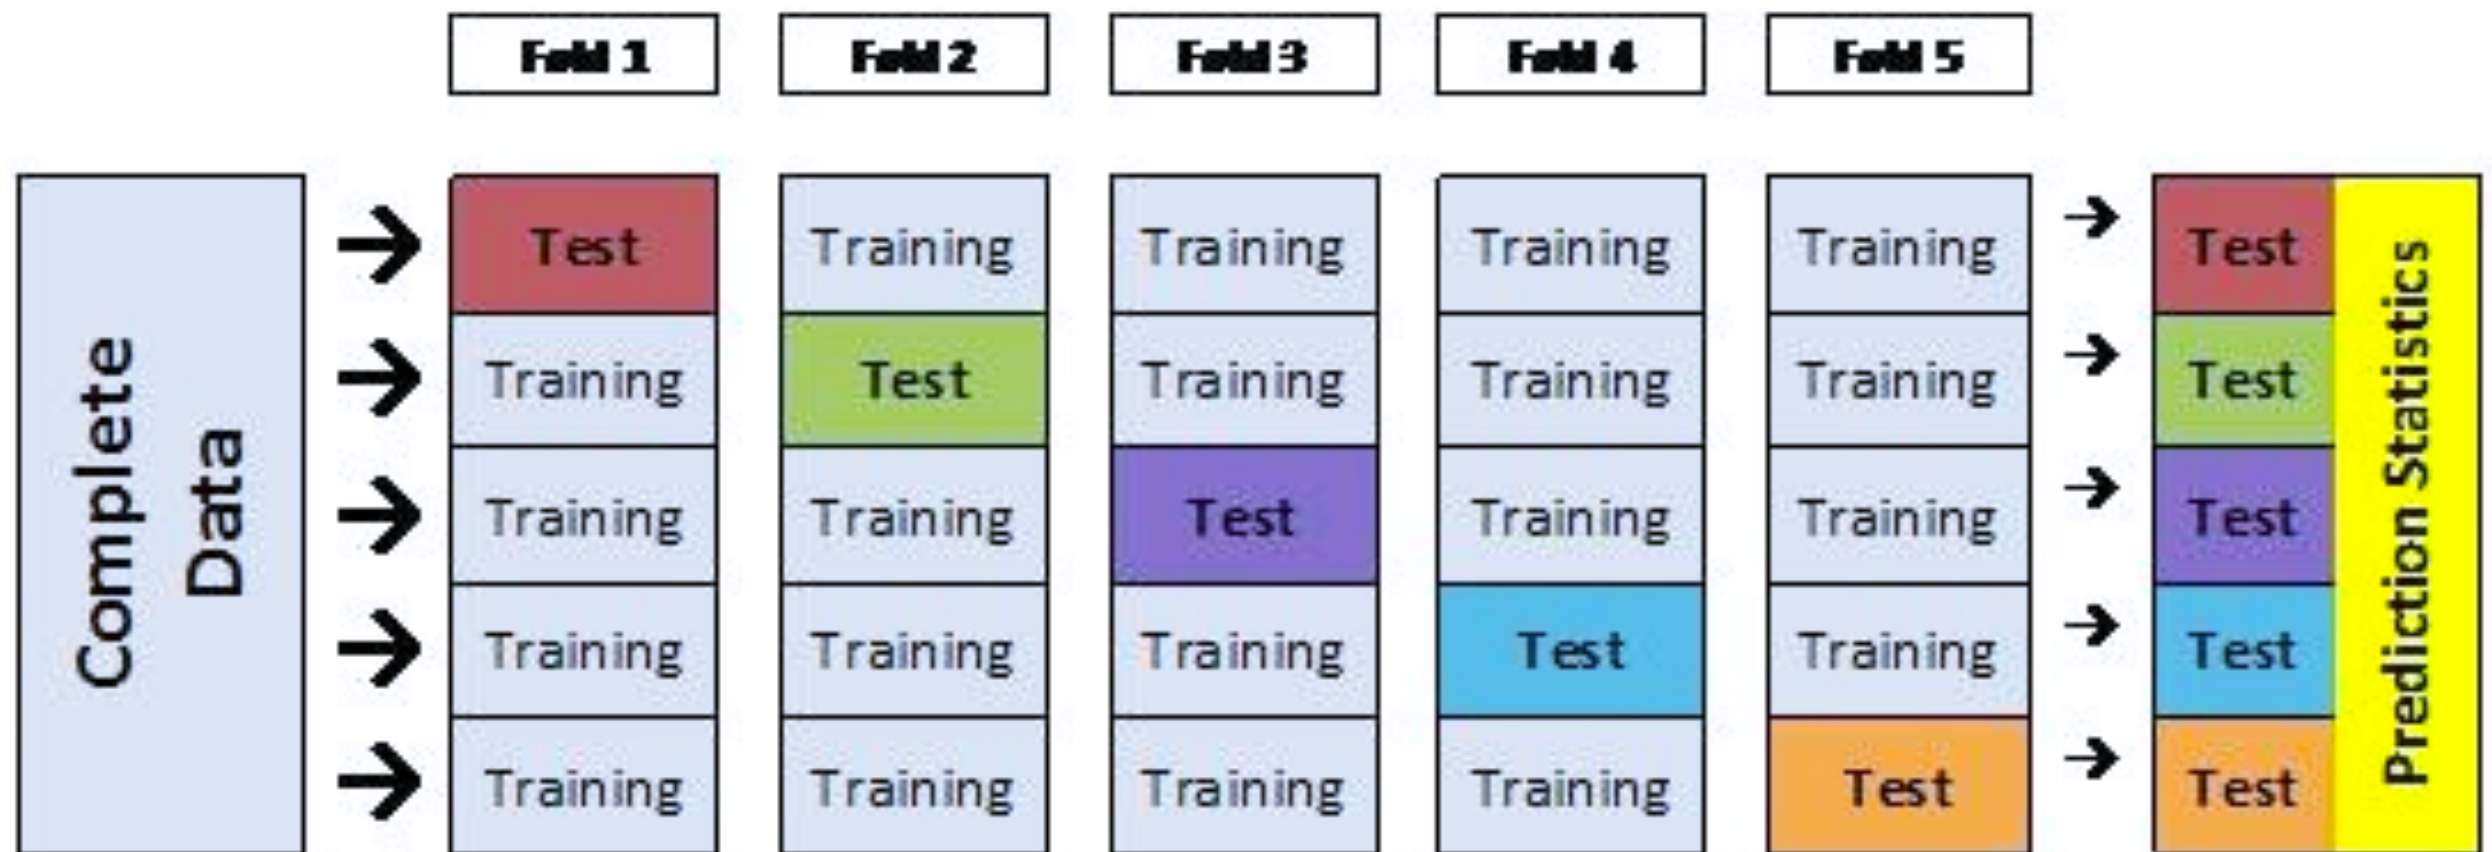 Fold 1 Fold 2 Fold 3 Fold 4 Fold 5
Complete
Data
Test Training Training Training Training Test
Training Test Training Training Training Test
Training Training Test Training Training Test
Training Training Training Test Training Test
Training Training Training Training Test Test
Prediction Statistics